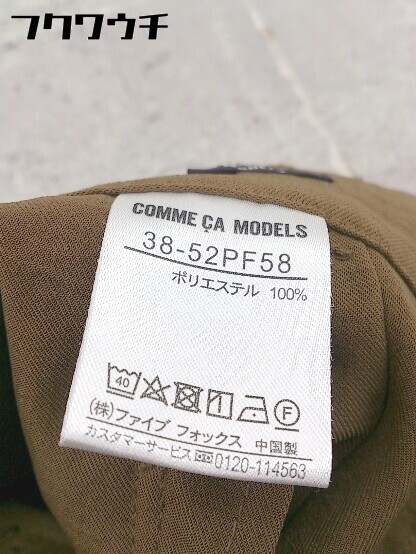 フクワウチ
COMME ÇA MODELS
38-52PF58
ポリエステル 100%
40
F
(株)ファイブ フォックス 中国製
カスタマーサービス 0120-114563